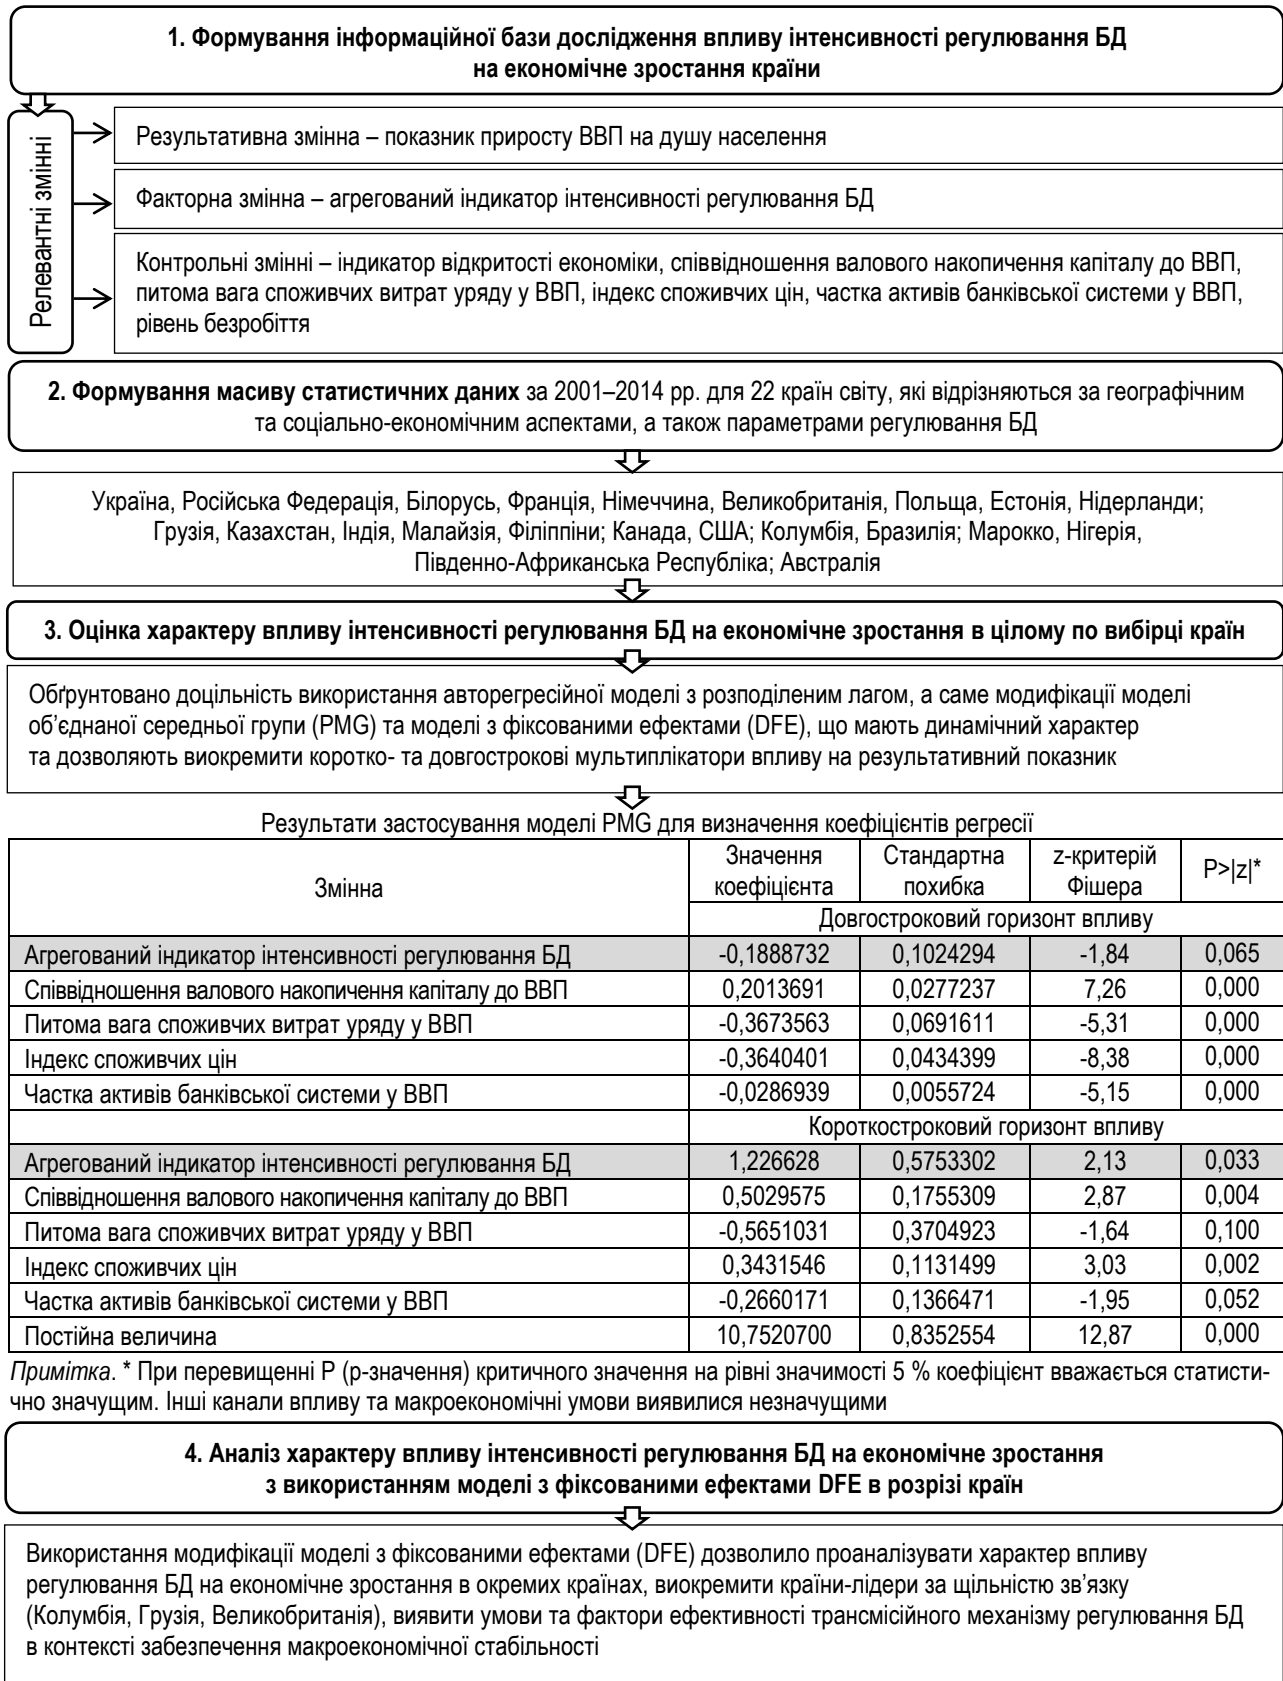 1. Формування інформаційної бази дослідження впливу інтенсивності регулювання БД
на економічне зростання країни
Релевантні змінні
Результативна змінна – показник приросту ВВП на душу населення
Факторна змінна – агрегований індикатор інтенсивності регулювання БД
Контрольні змінні – індикатор відкритості економіки, співвідношення валового накопичення капіталу до ВВП,
питома вага споживчих витрат уряду у ВВП, індекс споживчих цін, частка активів банківської системи у ВВП,
рівень безробіття
2. Формування масиву статистичних даних за 2001–2014 рр. для 22 країн світу, які відрізняються за географічним
та соціально-економічним аспектами, а також параметрами регулювання БД
Україна, Російська Федерація, Білорусь, Франція, Німеччина, Великобританія, Польща, Естонія, Нідерланди;
Грузія, Казахстан, Індія, Малайзія, Філіппіни; Канада, США; Колумбія, Бразилія; Марокко, Нігерія,
Південно-Африканська Республіка; Австралія
3. Оцінка характеру впливу інтенсивності регулювання БД на економічне зростання в цілому по вибірці країн
Обґрунтовано доцільність використання авторегресійної моделі з розподіленим лагом, а саме модифікації моделі
об’єднаної середньої групи (PMG) та моделі з фіксованими ефектами (DFE), що мають динамічний характер
та дозволяють виокремити коротко- та довгострокові мультиплікатори впливу на результативний показник
Результати застосування моделі PMG для визначення коефіцієнтів регресії
Змінна Значення коефіцієнта Стандартна похибка z-критерій Фішера P>|z|*
Довгостроковий горизонт впливу
Агрегований індикатор інтенсивності регулювання БД -0,1888732 0,1024294 -1,84 0,065
Співвідношення валового накопичення капіталу до ВВП 0,2013691 0,0277237 7,26 0,000
Питома вага споживчих витрат уряду у ВВП -0,3673563 0,0691611 -5,31 0,000
Індекс споживчих цін -0,3640401 0,0434399 -8,38 0,000
Частка активів банківської системи у ВВП -0,0286939 0,0055724 -5,15 0,000
Короткостроковий горизонт впливу
Агрегований індикатор інтенсивності регулювання БД 1,226628 0,5753302 2,13 0,033
Співвідношення валового накопичення капіталу до ВВП 0,5029575 0,1755309 2,87 0,004
Питома вага споживчих витрат уряду у ВВП -0,5651031 0,3704923 -1,64 0,100
Індекс споживчих цін 0,3431546 0,1131499 3,03 0,002
Частка активів банківської системи у ВВП -0,2660171 0,1366471 -1,95 0,052
Постійна величина 10,7520700 0,8352554 12,87 0,000
Примітка. * При перевищенні P (p-значення) критичного значення на рівні значимості 5 % коефіцієнт вважається статисти-
чно значущим. Інші канали впливу та макроекономічні умови виявилися незначущими
4. Аналіз характеру впливу інтенсивності регулювання БД на економічне зростання
з використанням моделі з фіксованими ефектами DFE в розрізі країн
Використання модифікації моделі з фіксованими ефектами (DFE) дозволило проаналізувати характер впливу
регулювання БД на економічне зростання в окремих країнах, виокремити країни-лідери за щільністю зв’язку
(Колумбія, Грузія, Великобританія), виявити умови та фактори ефективності трансмісійного механізму регулювання БД
в контексті забезпечення макроекономічної стабільності